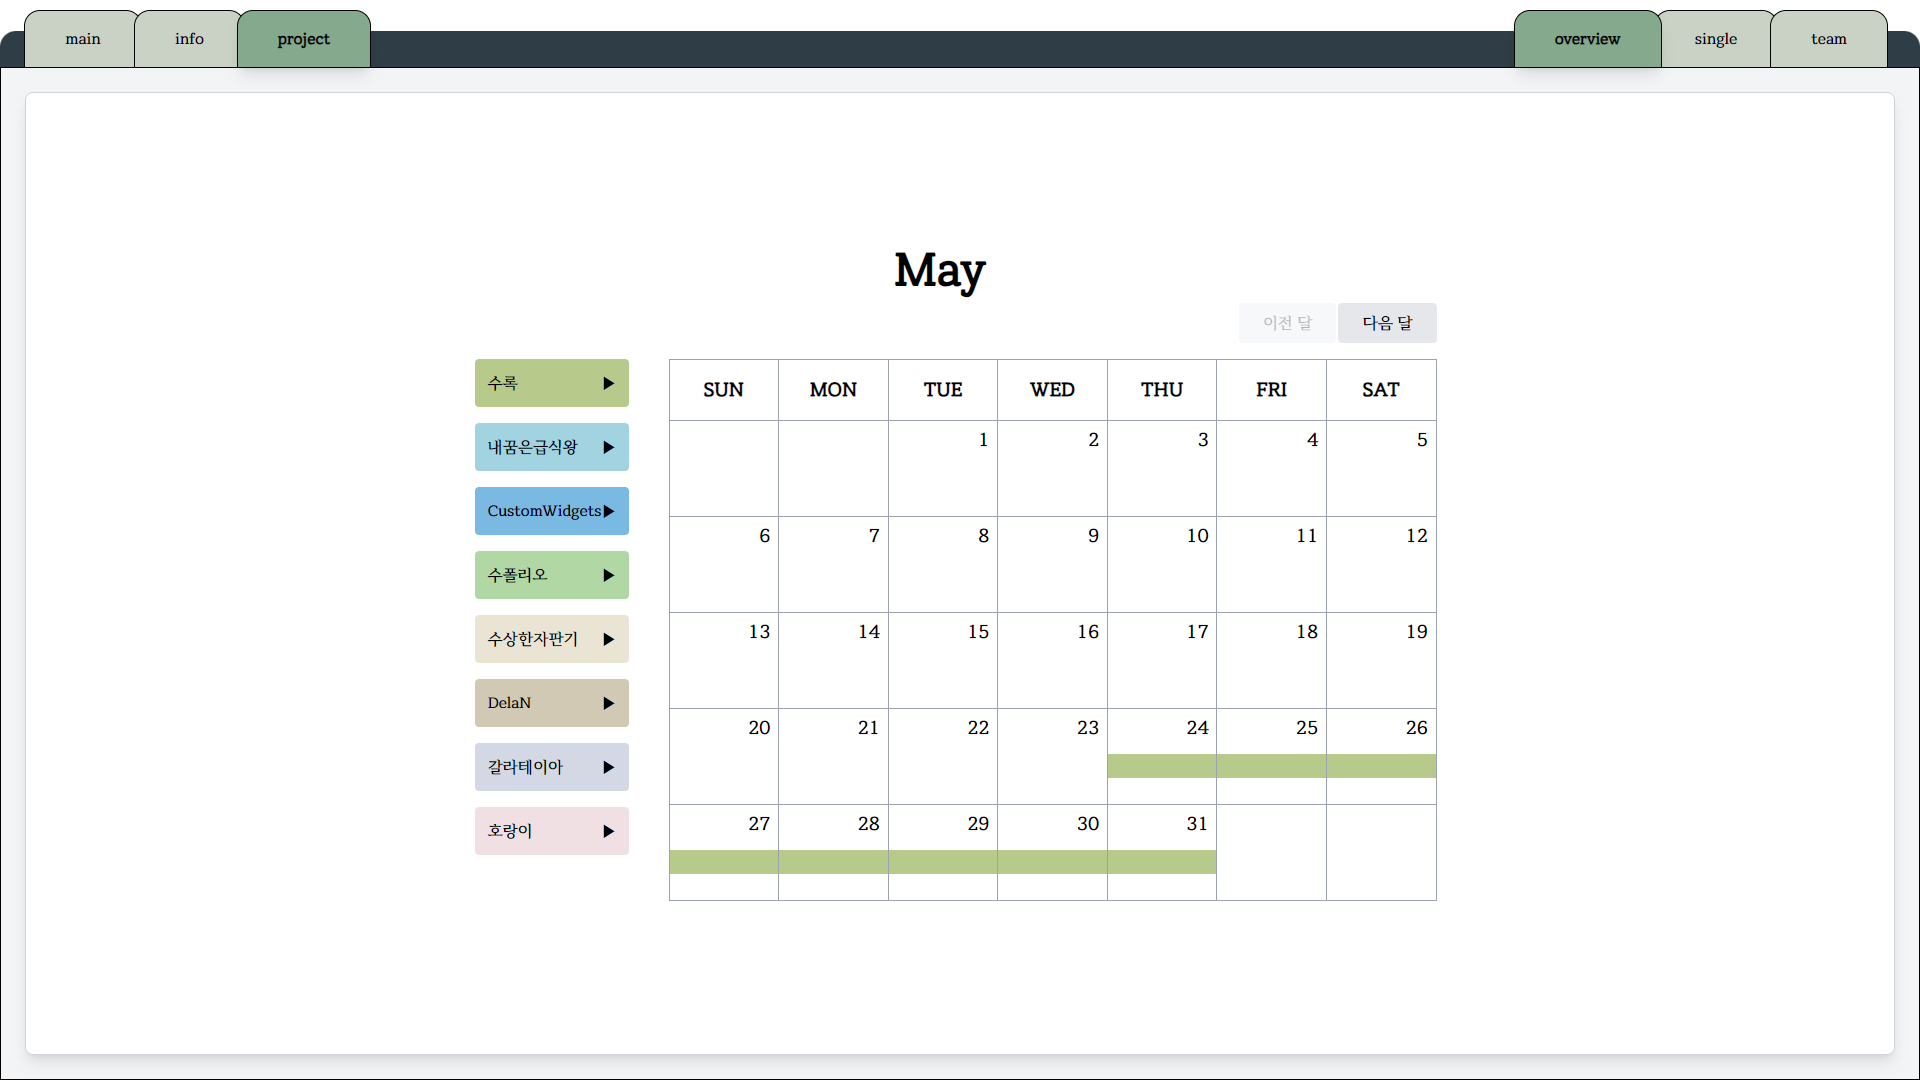 main info project overview single team
May
이전 달 다음 달
수록
내꿈은급식왕
CustomWidgets
수폴리오
수상한자판기
DelaN
갈라테이아
호랑이
SUN MON TUE WED THU FRI SAT
1 2 3 4 5
6 7 8 9 10 11 12
13 14 15 16 17 18 19
20 21 22 23 24 25 26
27 28 29 30 31